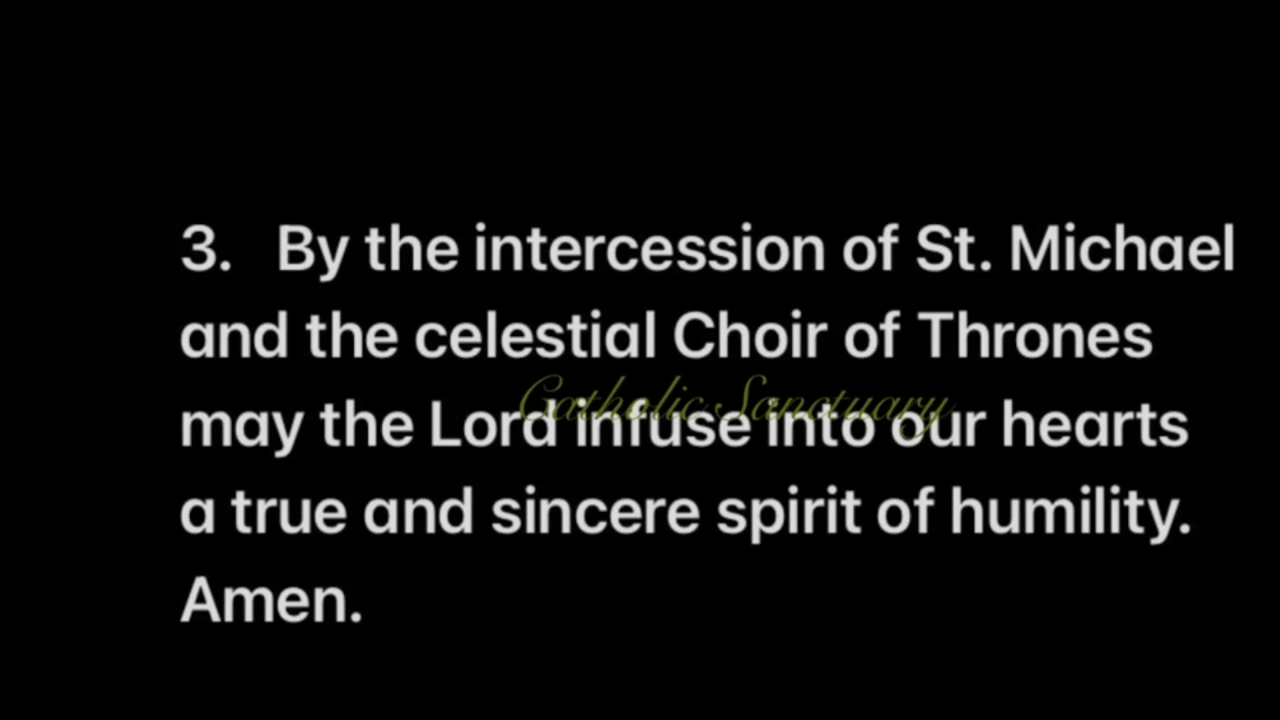 3. By the intercession of St. Michael
and the celestial Choir of Thrones
Catholic Sanctuary
may the Lord infuse into our hearts
a true and sincere spirit of humility.
Amen.